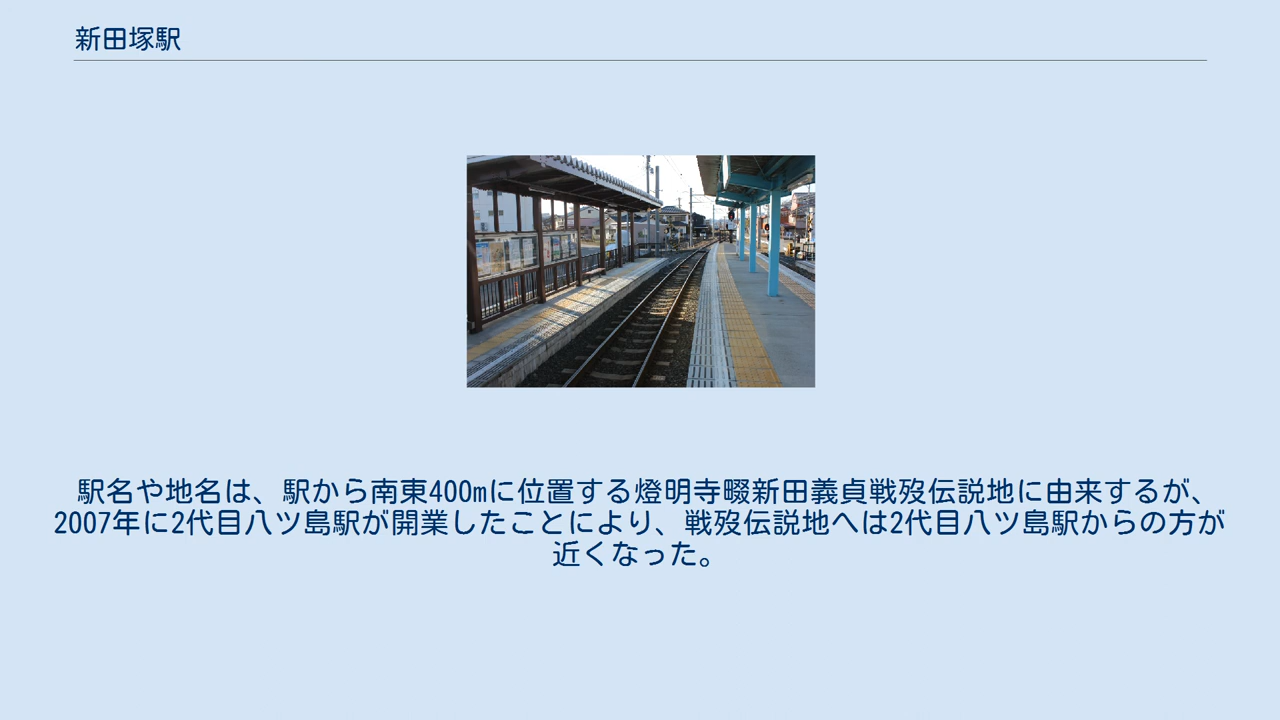 新田塚駅
駅名や地名は、駅から南東400mに位置する燈明寺畷新田義貞戦歿伝説地に由来するが、
2007年に2代目八ツ島駅が開業したことにより、戦歿伝説地へは2代目八ツ島駅からの方が
近くなった。